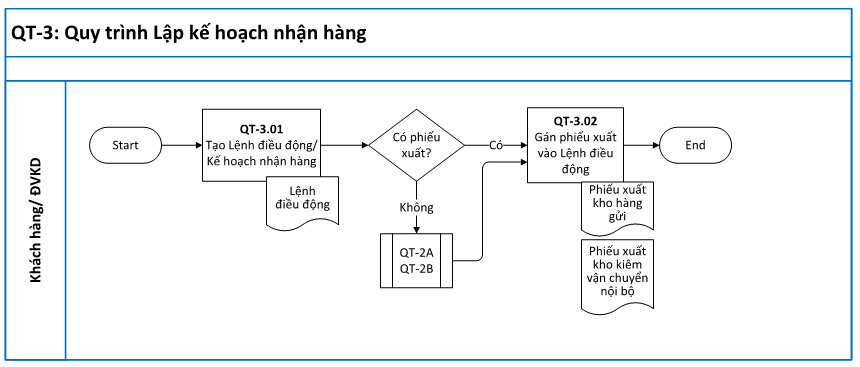 QT-3: Quy trình Lập kế hoạch nhận hàng
Khách hàng/ ĐVKD
Start
QT-3.01
Tạo Lệnh điều động/
Kế hoạch nhận hàng
Lệnh
điều động
Có phiếu
xuất?
Có
Không
QT-2A
QT-2B
QT-3.02
Gán phiếu xuất
vào Lệnh điều
động
Phiếu xuất
kho hàng
gửi
Phiếu xuất
kho kiêm
vận chuyển
nội bộ
End